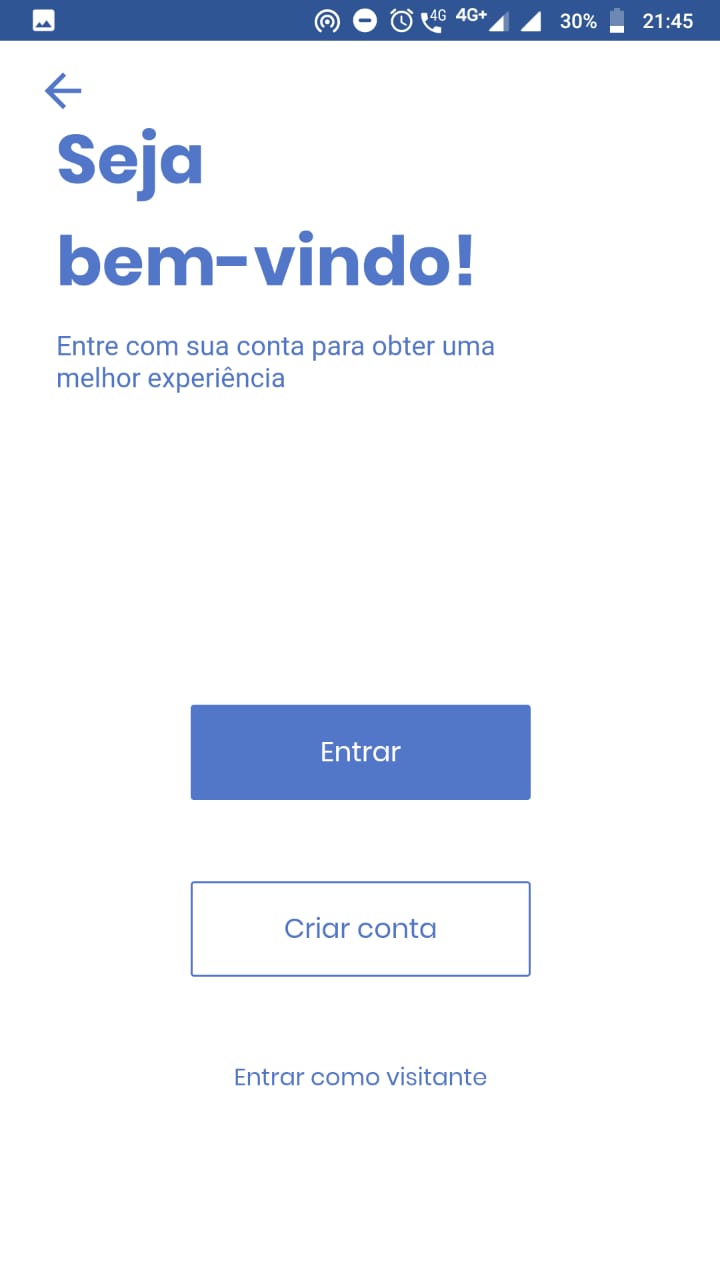 4G 4G+ 30% 21:45
Seja
bem-vindo!
Entre com sua conta para obter uma
melhor experiência
Entrar
Criar conta
Entrar como visitante